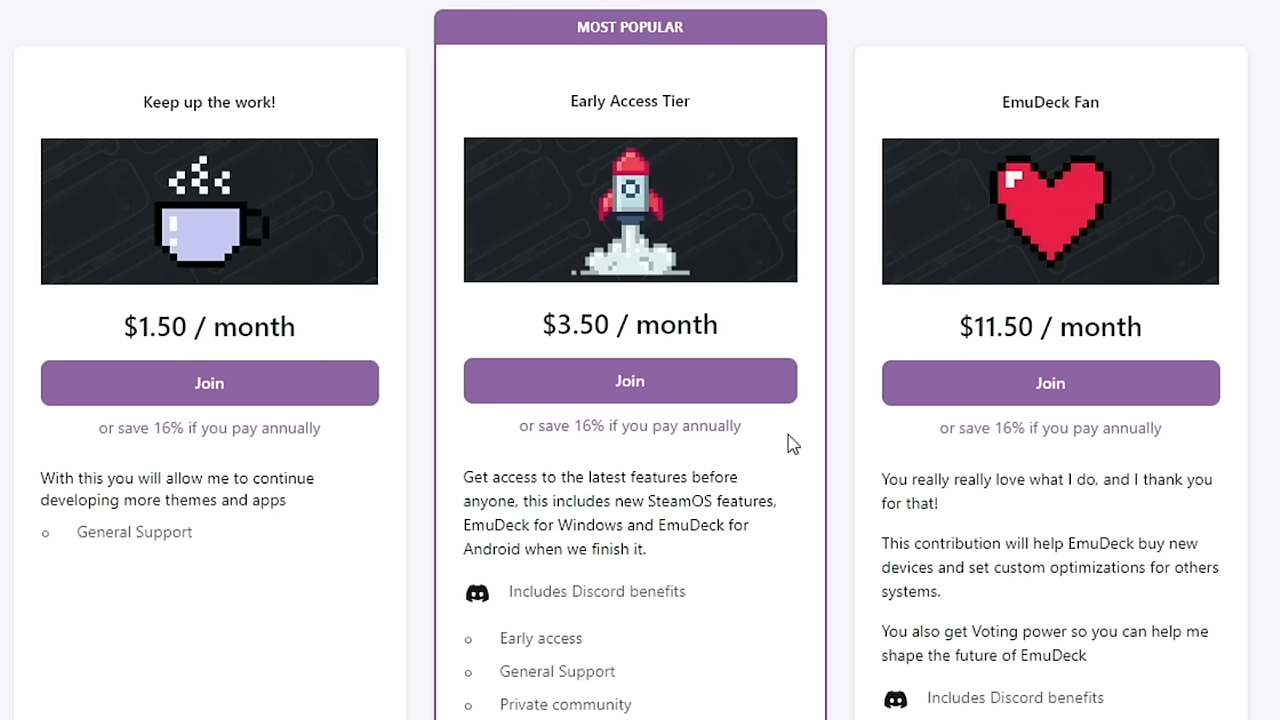 MOST POPULAR
Keep up the work!
$1.50 / month
Join
or save 16% if you pay annually
With this you will allow me to continue
developing more themes and apps
General Support
Early Access Tier
$3.50 / month
Join
or save 16% if you pay annually
Get access to the latest features before
anyone, this includes new SteamOS features,
EmuDeck for Windows and EmuDeck for
Android when we finish it.
Includes Discord benefits
Early access
General Support
Private community
EmuDeck Fan
$11.50 / month
Join
or save 16% if you pay annually
You really really love what I do, and I thank you
for that!
This contribution will help EmuDeck buy new
devices and set custom optimizations for others
systems.
You also get Voting power so you can help me
shape the future of EmuDeck
Includes Discord benefits